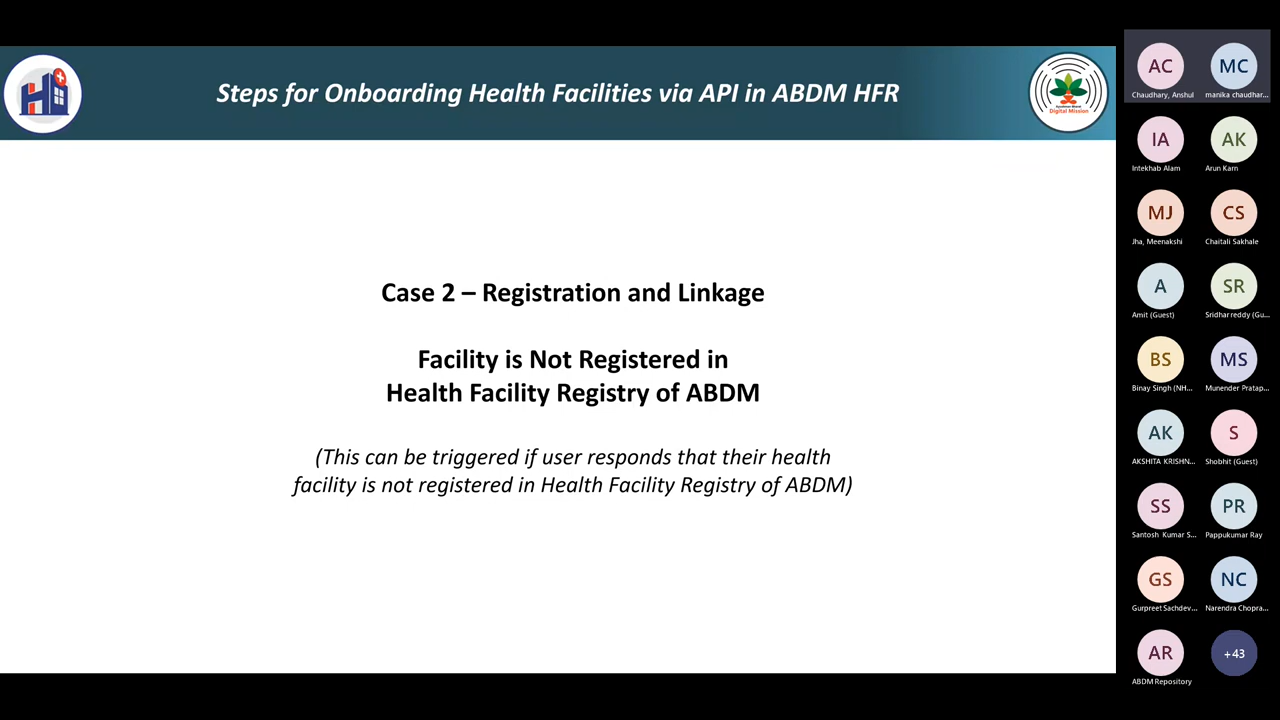 Steps for Onboarding Health Facilities via API in ABDM HFR
Digital Mission
Case 2 – Registration and Linkage
Facility is Not Registered in
Health Facility Registry of ABDM
(This can be triggered if user responds that their health
facility is not registered in Health Facility Registry of ABDM)
AC
MC
Chaudhary, Anshul
manika chaudhar...
IA
AK
Intekhab Alam
Arun Karn
MJ
CS
Jha, Meenakshi
Chaitali Sakhale
A
SR
Amit (Guest)
Sridhar reddy (Gu...
BS
MS
Binay Singh (NH...
Munender Pratap...
AK
S
AKSHITA KRISHN...
Shobhit (Guest)
SS
PR
Santosh Kumar S...
Pappukumar Ray
GS
NC
Gurpreet Sachdev...
Narendra Chopra...
AR
+43
ABDM Repository